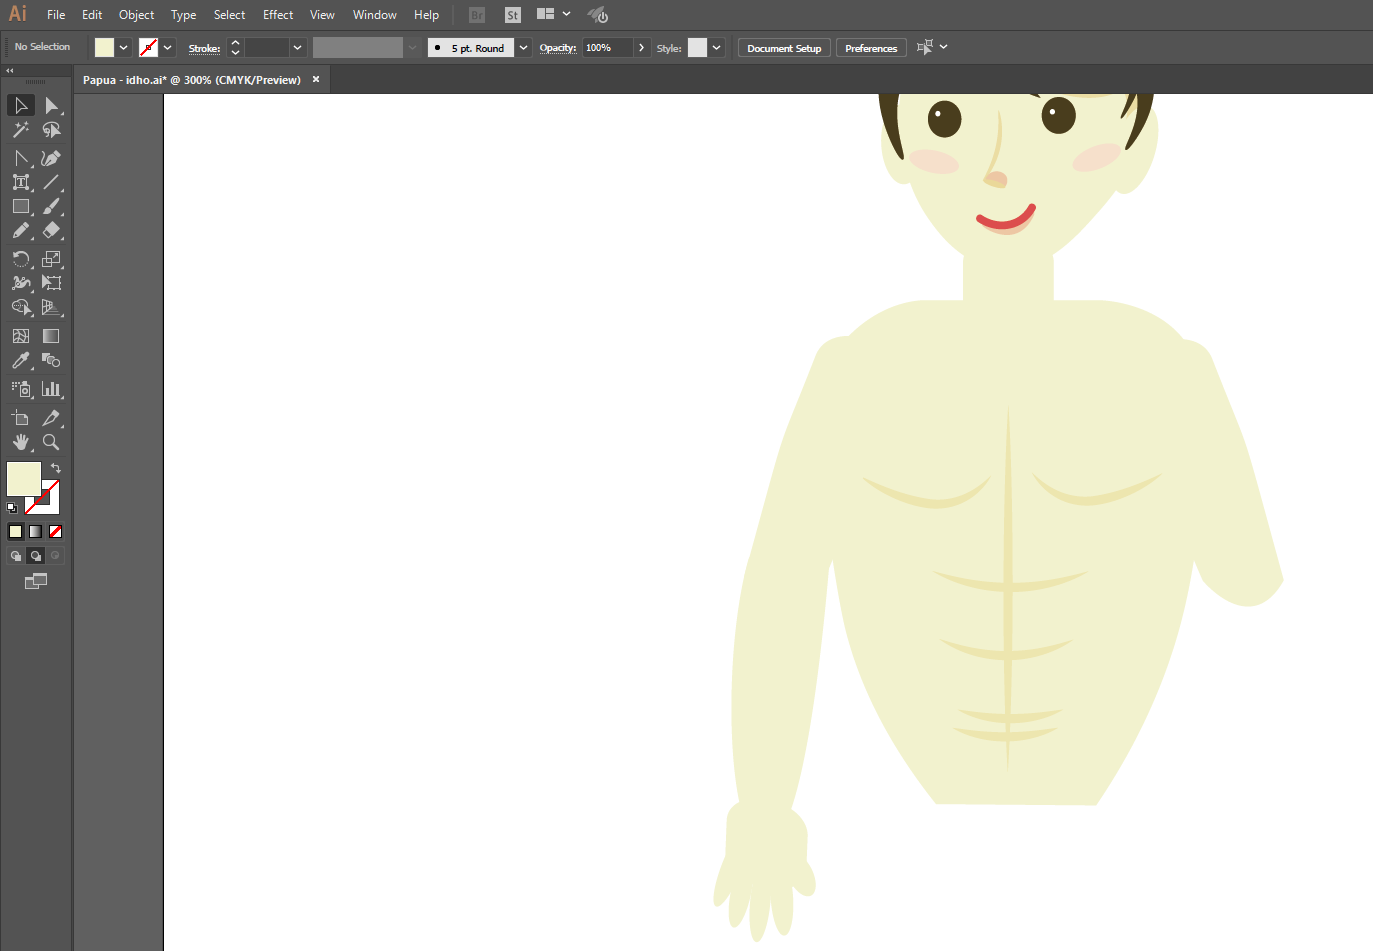 Ai File Edit Object Type Select Effect View Window Help Br St
No Selection Stroke: 5 pt. Round Opacity: 100% Style: Document Setup Preferences
Papua - idho.ai* @ 300% (CMYK/Preview) ×
T